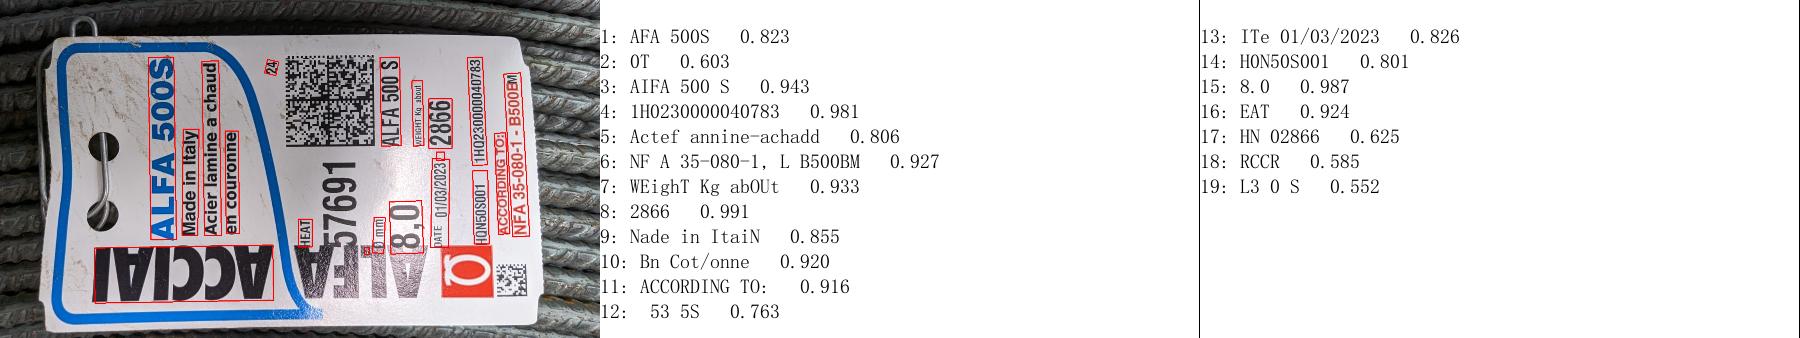 ALFA 500S
Made in Italy
Acier lamine a chaud
en couronne
ACCIAI
ALFA
ALFA
24
HEAT
57691
ALFA 500 S
mm
8,0
WEIGHT Kg about
2866
DATE 01/03/2023
HQN50S001 1HQ230000040783
ACCORDING TO:
NFA 35-080-1 - B500BM
1: AFA 500S 0.823
2: OT 0.603
3: AIFA 500 S 0.943
4: 1H0230000040783 0.981
5: Actef annine-achadd 0.806
6: NF A 35-080-1, L B500BM 0.927
7: WEighT Kg abOUt 0.933
8: 2866 0.991
9: Nade in ItaiN 0.855
10: Bn Cot/onne 0.920
11: ACCORDING TO: 0.916
12: 53 5S 0.763
13: ITe 01/03/2023 0.826
14: H0N50S001 0.801
15: 8.0 0.987
16: EAT 0.924
17: HN 02866 0.625
18: RCCR 0.585
19: L3 0 S 0.552